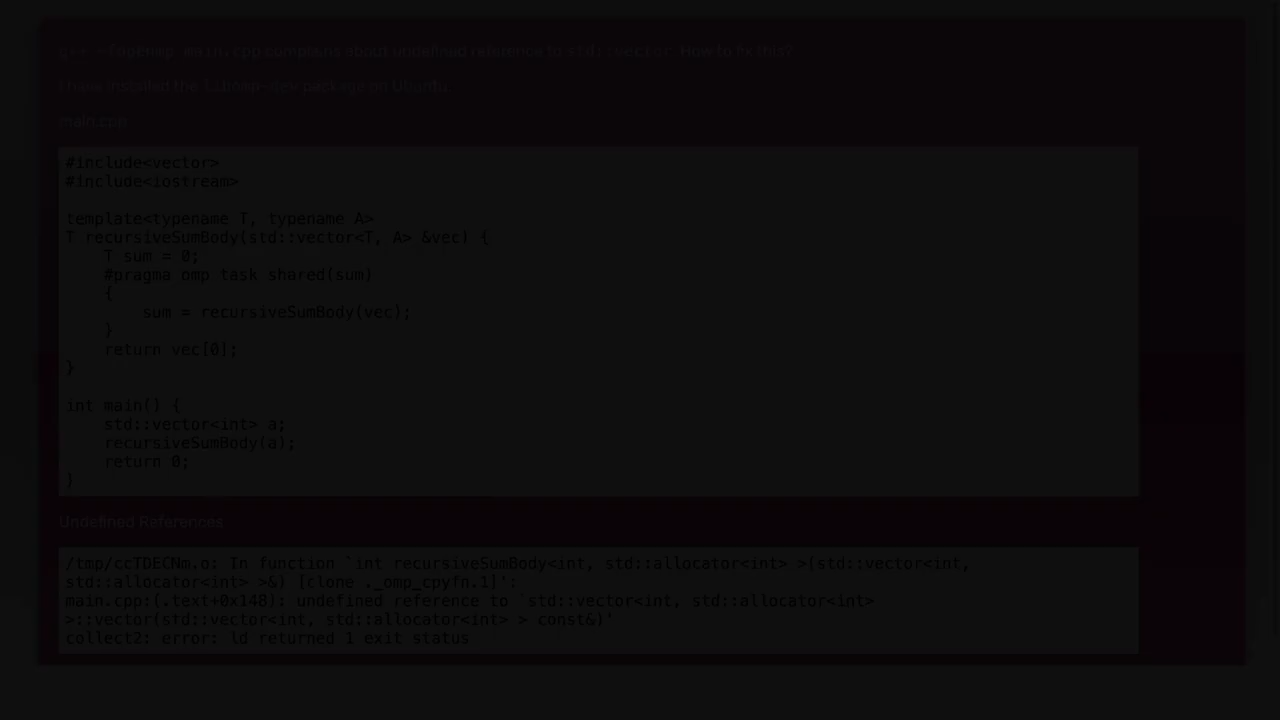 g++ -fopenmp main.cpp complains about undefined reference to std::vector. How to fix this?
I have installed the libomp-dev package on Ubuntu.
main.cpp
#include<vector>
#include<iostream>
template<typename T, typename A>
T recursiveSumBody(std::vector<T, A> &vec) {
    T sum = 0;
    #pragma omp task shared(sum)
    {
        sum = recursiveSumBody(vec);
    }
    return vec[0];
}
int main() {
    std::vector<int> a;
    recursiveSumBody(a);
    return 0;
}
Undefined References
/tmp/ccTDECNm.o: In function `int recursiveSumBody<int, std::allocator<int> >(std::vector<int,
std::allocator<int> >&) [clone ._omp_cpyfn.1]':
main.cpp:(.text+0x148): undefined reference to `std::vector<int, std::allocator<int>
>::vector(std::vector<int, std::allocator<int> > const&)'
collect2: error: ld returned 1 exit status